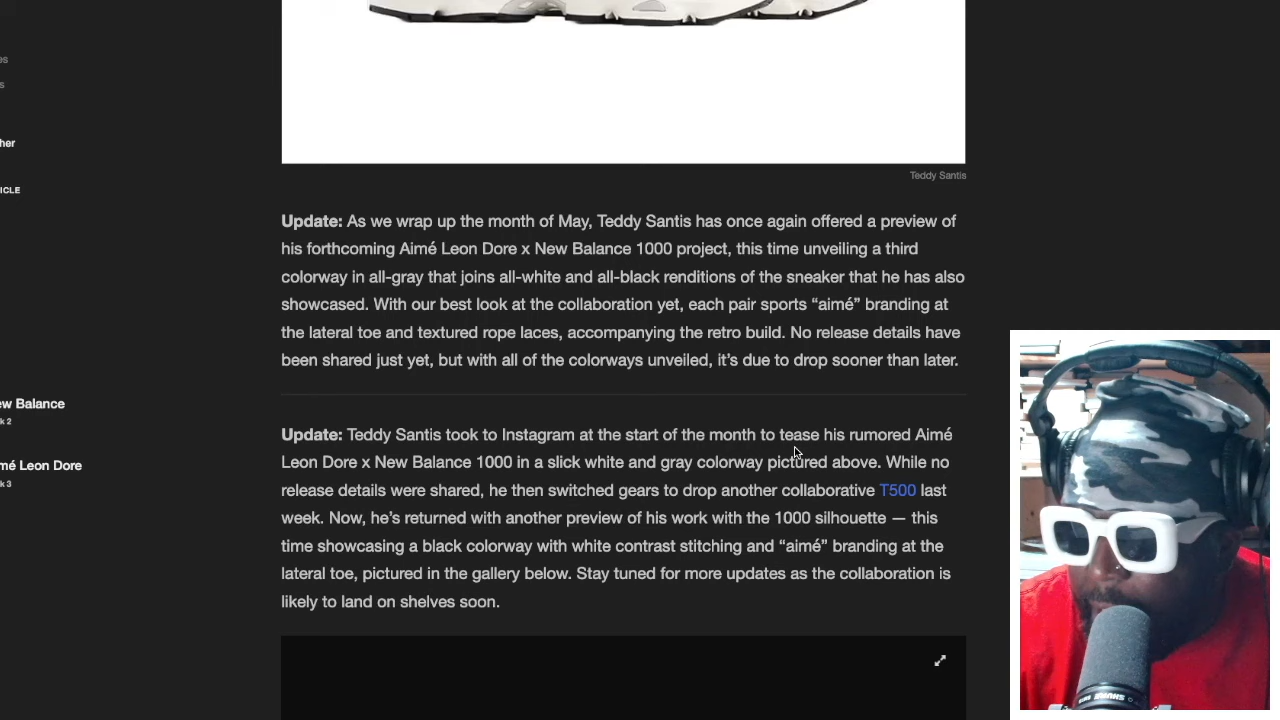 es
s
her
ICLE
Teddy Santis
Update: As we wrap up the month of May, Teddy Santis has once again offered a preview of
his forthcoming Aimé Leon Dore x New Balance 1000 project, this time unveiling a third
colorway in all-gray that joins all-white and all-black renditions of the sneaker that he has also
showcased. With our best look at the collaboration yet, each pair sports “aimé” branding at
the lateral toe and textured rope laces, accompanying the retro build. No release details have
been shared just yet, but with all of the colorways unveiled, it’s due to drop sooner than later.
ew Balance
k 2
mé Leon Dore
k 3
Update: Teddy Santis took to Instagram at the start of the month to tease his rumored Aimé
Leon Dore x New Balance 1000 in a slick white and gray colorway pictured above. While no
release details were shared, he then switched gears to drop another collaborative T500 last
week. Now, he’s returned with another preview of his work with the 1000 silhouette — this
time showcasing a black colorway with white contrast stitching and “aimé” branding at the
lateral toe, pictured in the gallery below. Stay tuned for more updates as the collaboration is
likely to land on shelves soon.
SHURE